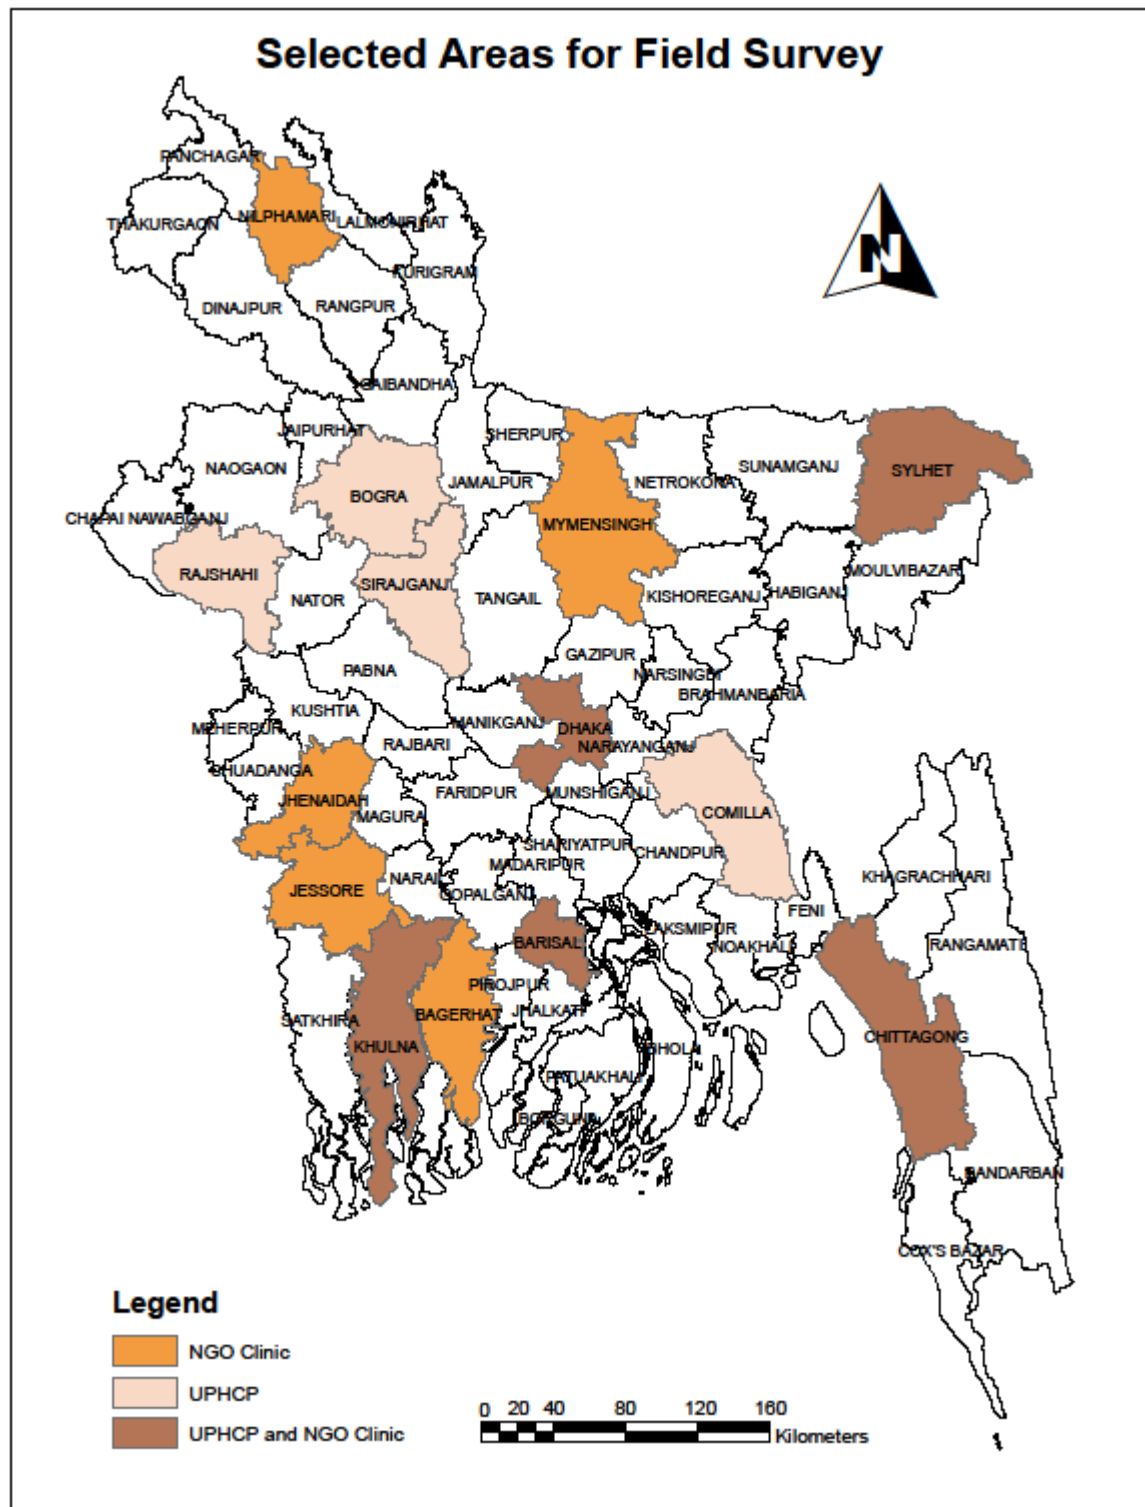 Selected Areas for Field Survey
PANCHAGAR
THAKURGAON
NILPHAMARI
LALMONIRHAT
KURIGRAM
DINAJPUR
RANGPUR
N
GAIBANDHA
JAIPURHAT
SHERPUR
NAOGAON
BOGRA
JAMALPUR
NETROKONA
SUNAMGANJ
SYLHET
CHAPAI NAWABGANJ
MYMENSINGH
RAJSHAHI
SIRAJGANJ
NATOR
TANGAIL
KISHOREGANJ
HABIGANJ
MOULVIBAZAR
PABNA
GAZIPUR
NARSINGDI
BRAHMANBARIA
KUSHTIA
MEHERPUR
MANIKGANJ
DHAKA
NARAYANGANJ
RAJBARI
CHUADANGA
JHENAIDAH
MAGURA
FARIDPUR
MUNSHIGANJ
COMILLA
SHARIYATPUR
MADARIPUR
CHANDPUR
JESSORE
NARAIL
GOPALGANJ
KHAGRACHHARI
FENI
BARISAL
LAKSMIPUR
NOAKHALI
RANGAMATI
PIROJPUR
JHALKATI
SATKHIRA
BAGERHAT
KHULNA
BHOLA
CHITTAGONG
PATUAKHALI
BORGUNA
BANDARBAN
COX'S BAZAR
Legend
NGO Clinic
UPHCP
UPHCP and NGO Clinic
0 20 40 80 120 160
Kilometers